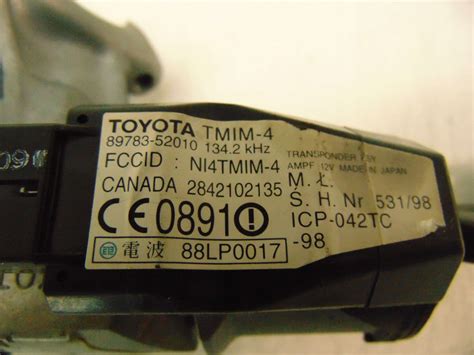 TOYOTA TMIM-4
89783-52010 134.2 kHz
TRANSPONDER KEY
FCCID : NI4TMIM-4 AMPF. 12V MADE IN JAPAN
CANADA 2842102135 M. Ł.
S. H. Nr 531/98
CE0891! ICP-042TC
-98
電波 88LP0017